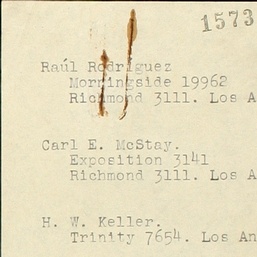 1573
Raúl Rodriguez
Morningside 19962
Richmond 3111. Los A
Carl E. McStay.
Exposition 3141
Richmond 3111. Los A
H. W. Keller.
Trinity 7654. Los An